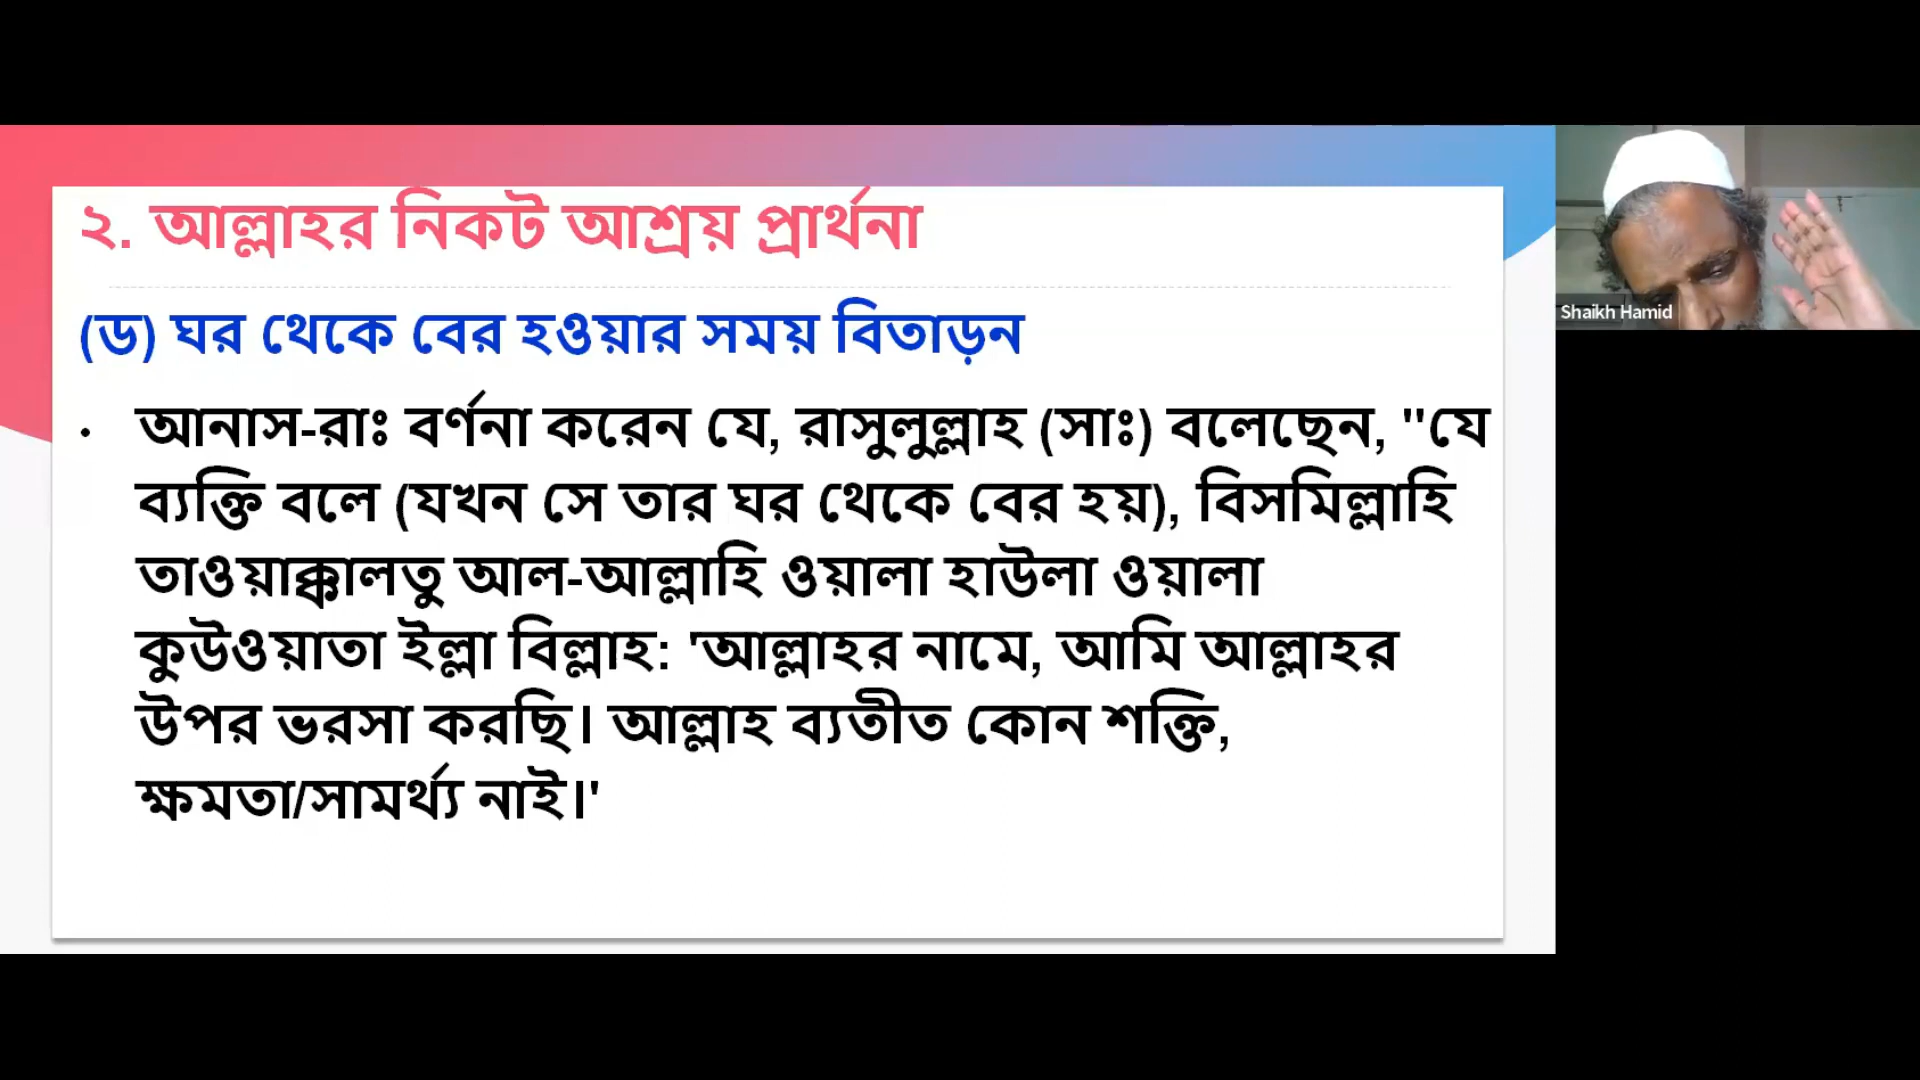 ২. আল্লাহর নিকট আশ্রয় প্রার্থনা
(ড) ঘর থেকে বের হওয়ার সময় বিতাড়ন
• আনাস-রাঃ বর্ণনা করেন যে, রাসুলুল্লাহ (সাঃ) বলেছেন, "যে
ব্যক্তি বলে (যখন সে তার ঘর থেকে বের হয়), বিসমিল্লাহি
তাওয়াক্কালতু আল-আল্লাহি ওয়ালা হাউলা ওয়ালা
কুউওয়াতা ইল্লা বিল্লাহ: 'আল্লাহর নামে, আমি আল্লাহর
উপর ভরসা করছি। আল্লাহ ব্যতীত কোন শক্তি,
ক্ষমতা/সামর্থ্য নাই।'
Shaikh Hamid